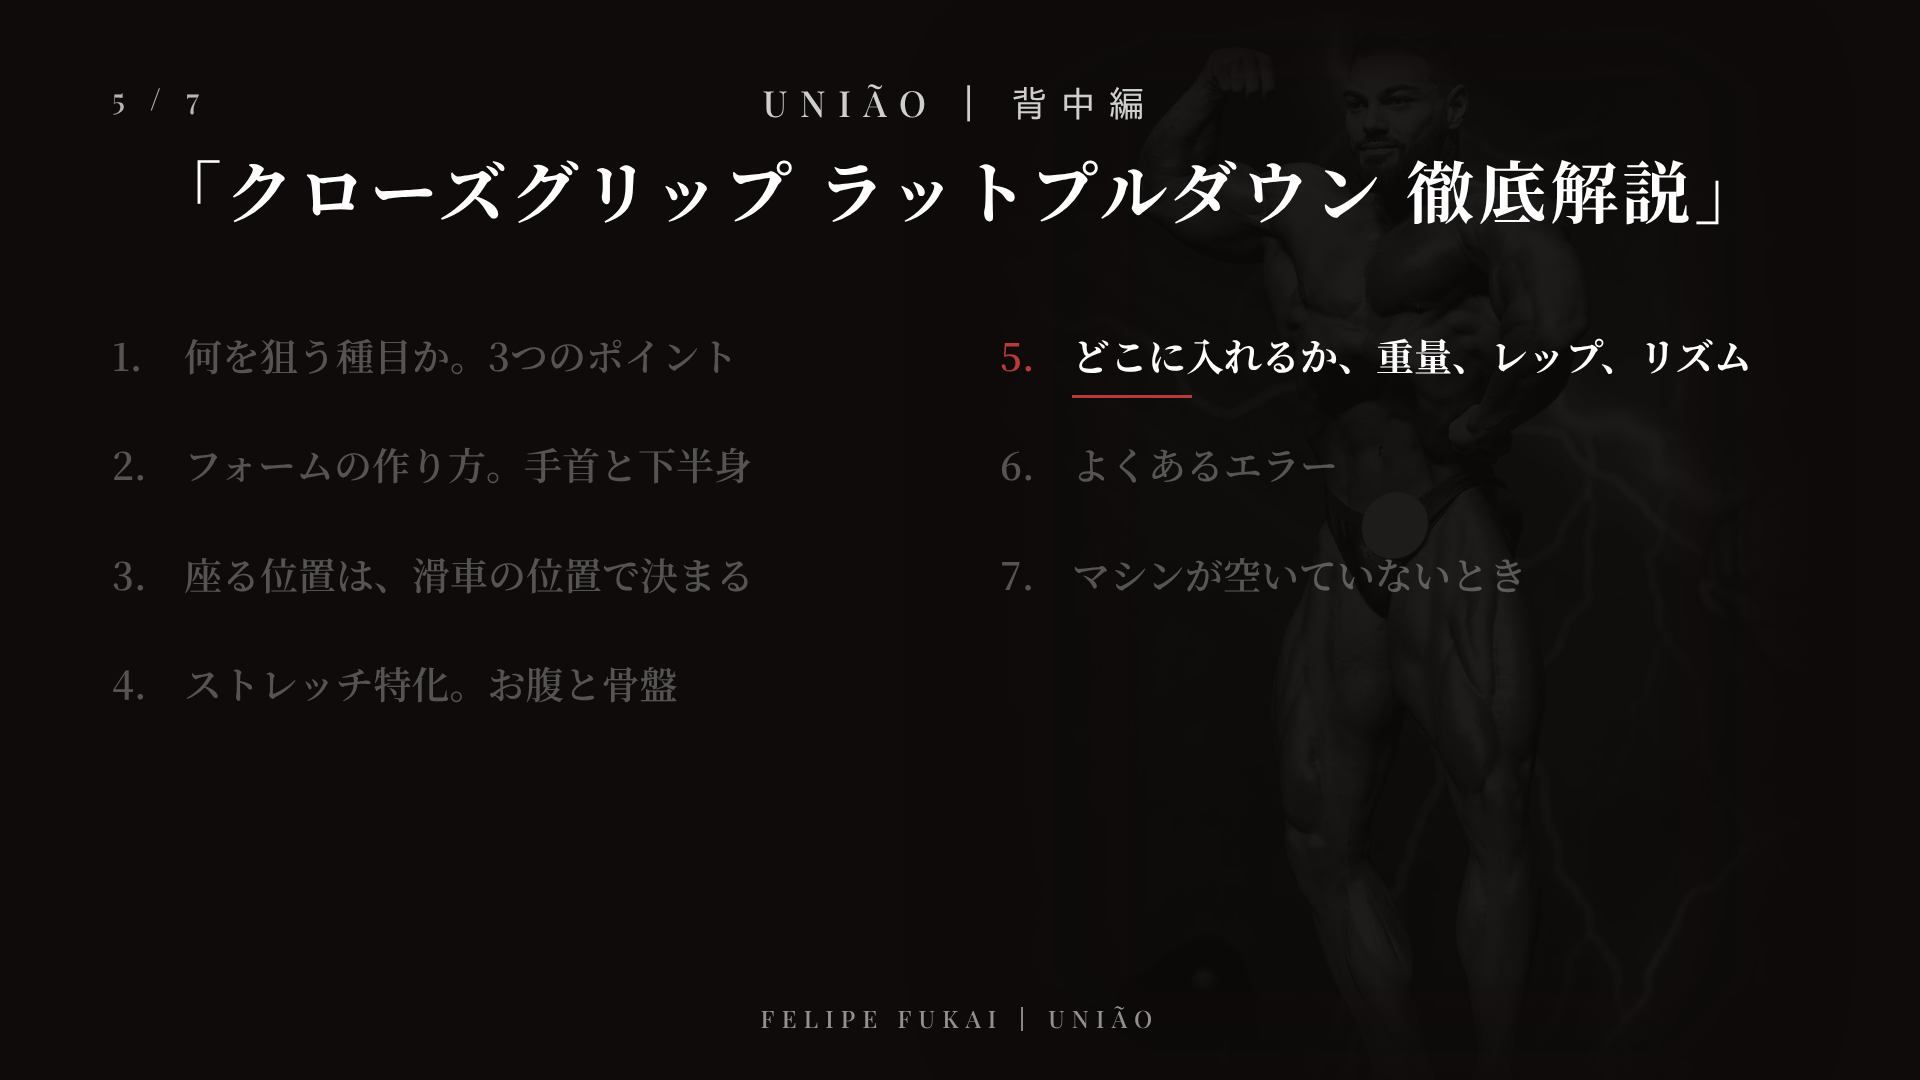 5 / 7
UNIÃO | 背中編
「クローズグリップ ラットプルダウン 徹底解説」
1. 何を狙う種目か。3つのポイント
2. フォームの作り方。手首と下半身
3. 座る位置は、滑車の位置で決まる
4. ストレッチ特化。お腹と骨盤
5. どこに入れるか、重量、レップ、リズム
6. よくあるエラー
7. マシンが空いていないとき
FELIPE FUKAI | UNIÃO